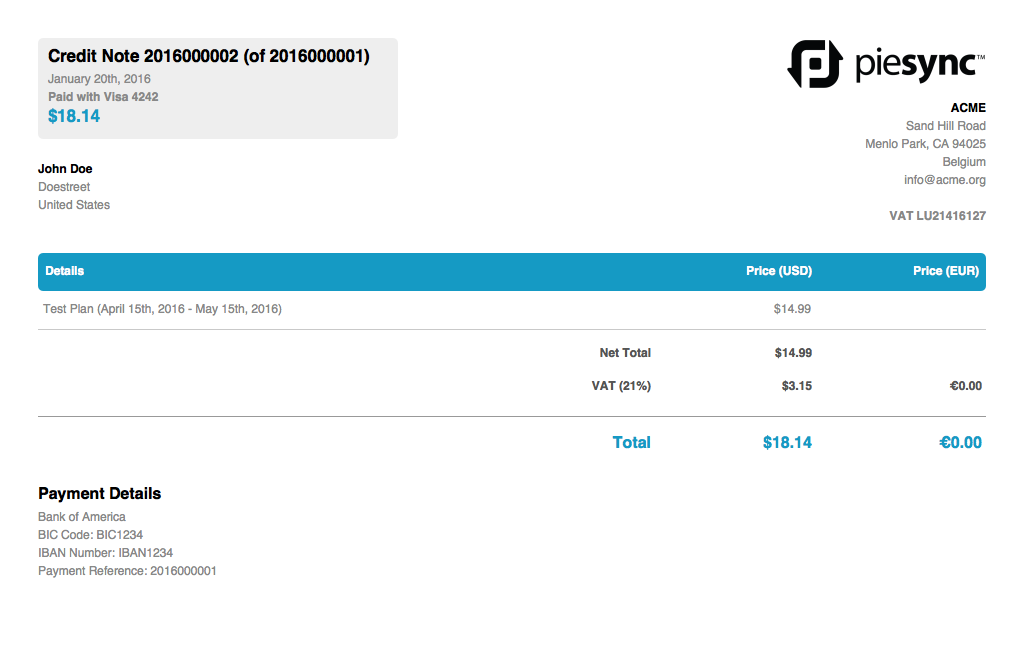 Credit Note 2016000002 (of 2016000001)
January 20th, 2016
Paid with Visa 4242
$18.14
piesync™
ACME
Sand Hill Road
Menlo Park, CA 94025
Belgium
info@acme.org
VAT LU21416127
John Doe
Doestreet
United States
Details Price (USD) Price (EUR)
Test Plan (April 15th, 2016 - May 15th, 2016) $14.99
Net Total $14.99
VAT (21%) $3.15 €0.00
Total $18.14 €0.00
Payment Details
Bank of America
BIC Code: BIC1234
IBAN Number: IBAN1234
Payment Reference: 2016000001